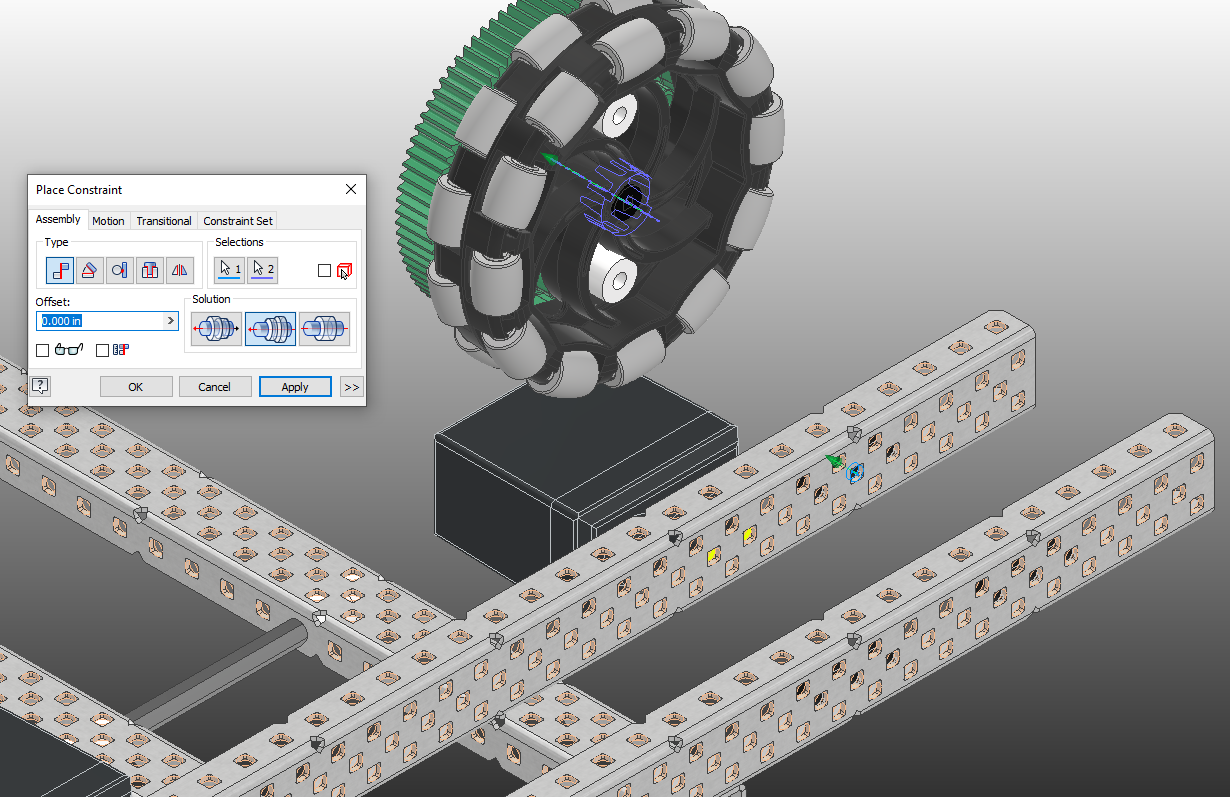 Place Constraint
Assembly Motion Transitional Constraint Set
Type Selections
1 2
Offset: Solution
0.000 in >
? OK Cancel Apply >>